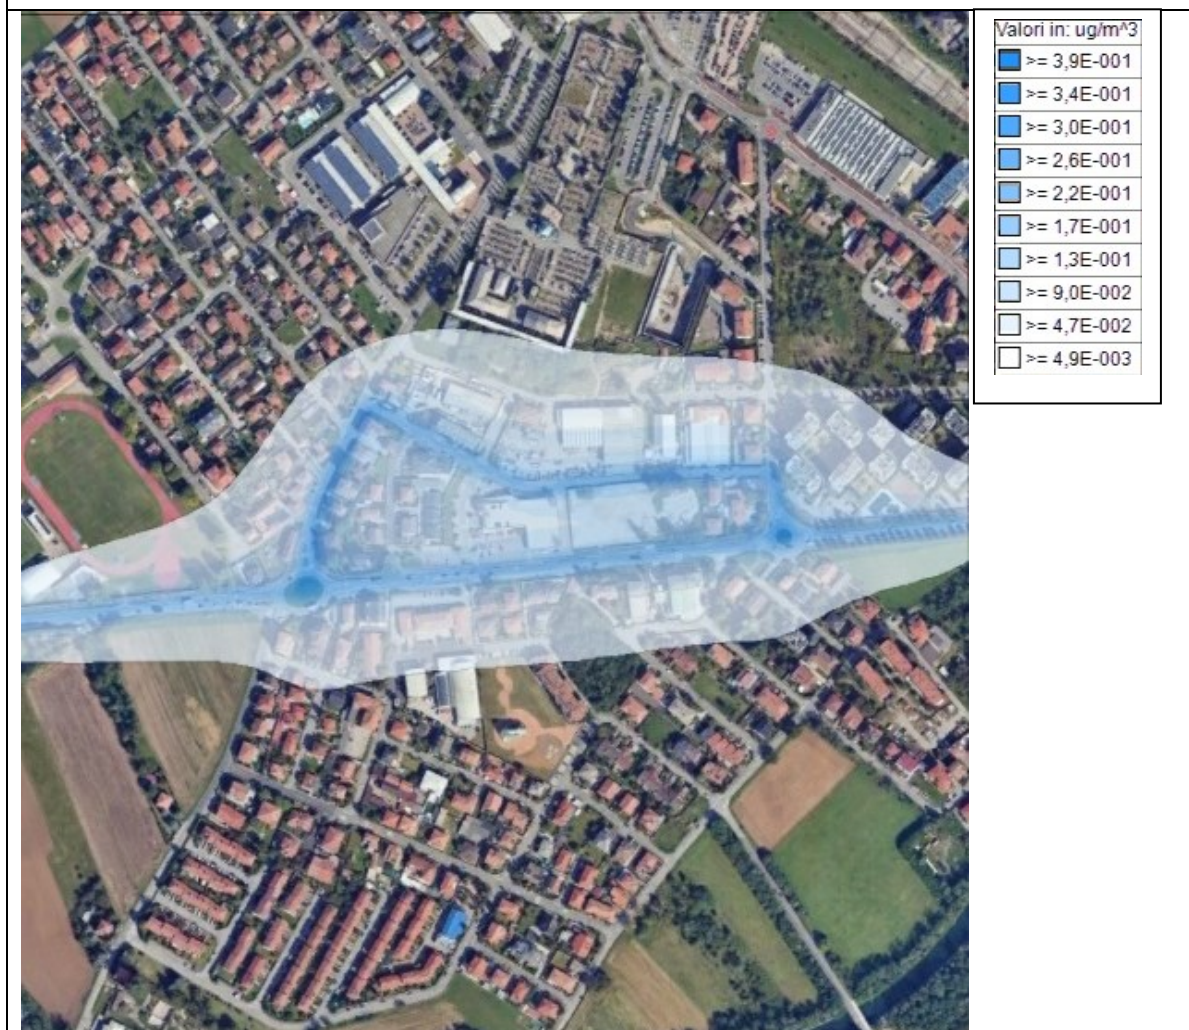 Valori in: ug/m^3
>= 3,9E-001
>= 3,4E-001
>= 3,0E-001
>= 2,6E-001
>= 2,2E-001
>= 1,7E-001
>= 1,3E-001
>= 9,0E-002
>= 4,7E-002
>= 4,9E-003